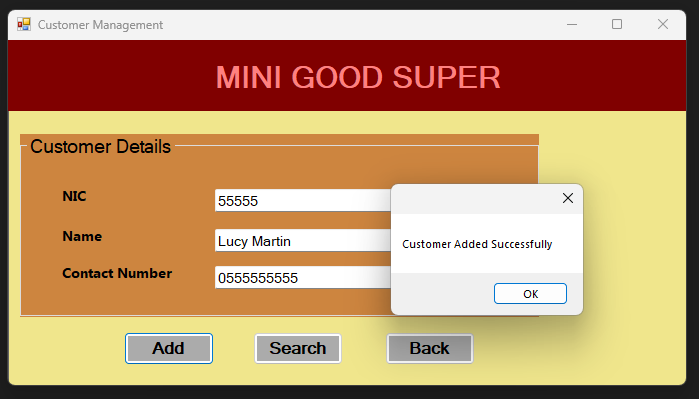 Customer Management
MINI GOOD SUPER
Customer Details
NIC
55555
Name
Lucy Martin
Contact Number
0555555555
Customer Added Successfully
OK
Add
Search
Back